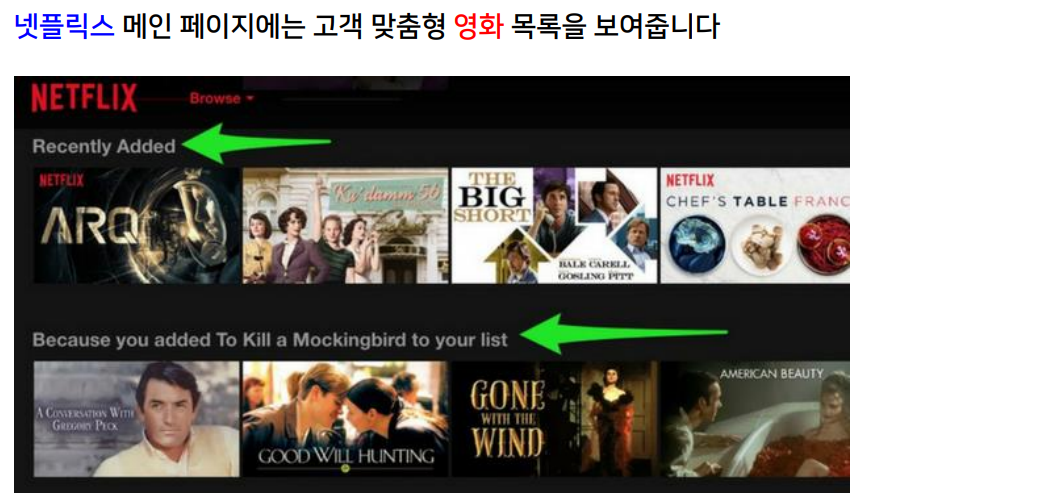 넷플릭스 메인 페이지에는 고객 맞춤형 영화 목록을 보여줍니다
NETFLIX
Browse
Recently Added
NETFLIX
ARQ
Ku'damm 56
THE
BIG
SHORT
BALE CARELL
GOSLING PITT
NETFLIX
CHEF'S TABLE FRANC
Because you added To Kill a Mockingbird to your list
A CONVERSATION WITH
GREGORY PECK
GOOD WILL HUNTING
GONE
WITH THE
WIND
AMERICAN BEAUTY